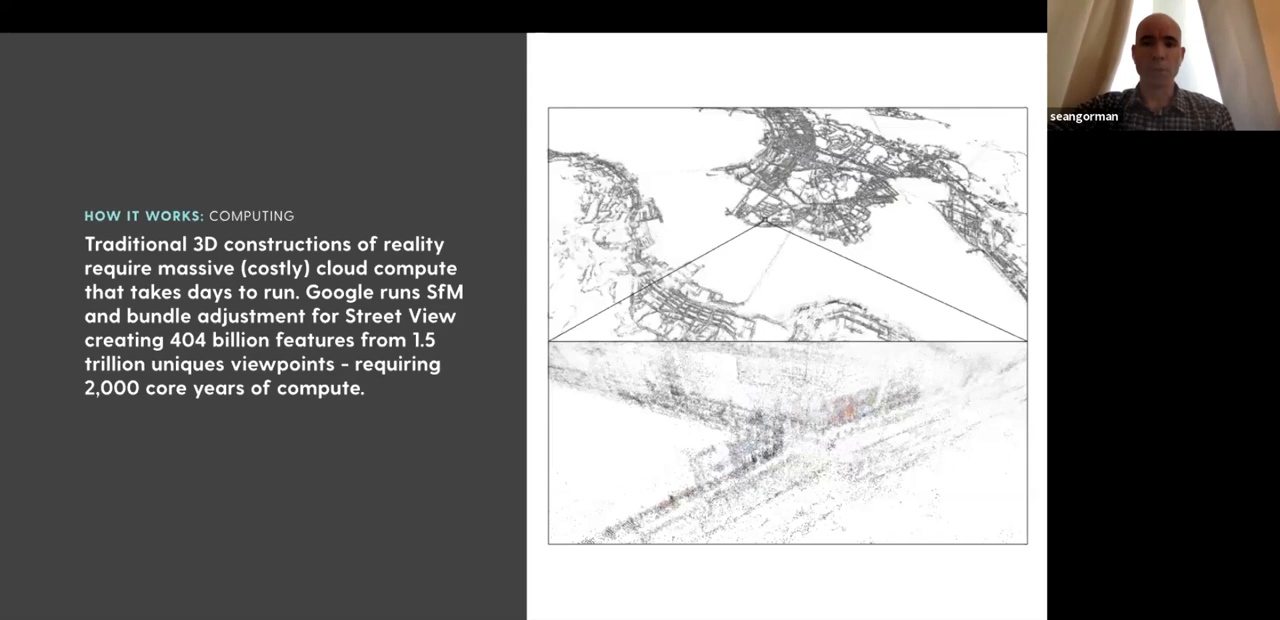 HOW IT WORKS: COMPUTING
Traditional 3D constructions of reality
require massive (costly) cloud compute
that takes days to run. Google runs SfM
and bundle adjustment for Street View
creating 404 billion features from 1.5
trillion uniques viewpoints - requiring
2,000 core years of compute.
seangorman